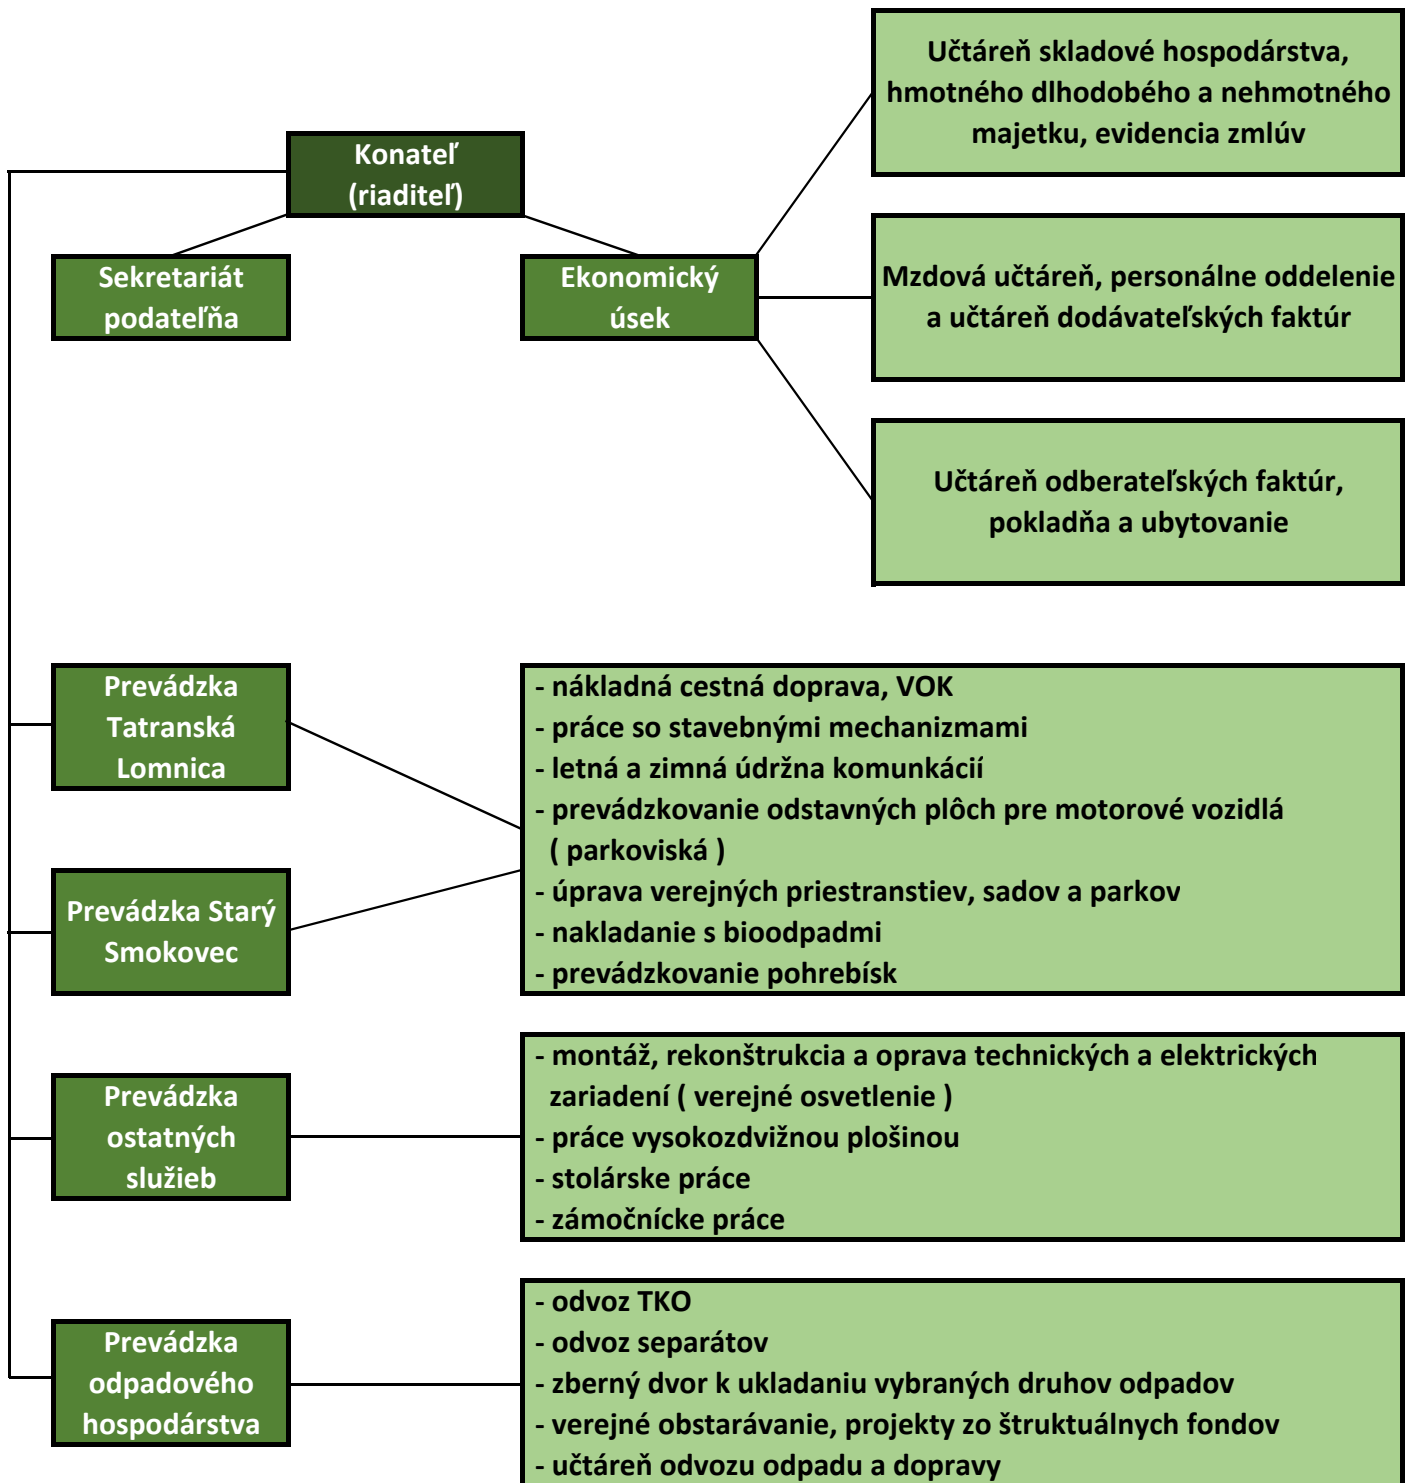 Učtáreň skladové hospodárstva,
hmotného dlhodobého a nehmotného
majetku, evidencia zmlúv
Konateľ
(riaditeľ)
Sekretariát
podateľňa
Ekonomický
úsek
Mzdová učtáreň, personálne oddelenie
a učtáreň dodávateľských faktúr
Učtáreň odberateľských faktúr,
pokladňa a ubytovanie
Prevádzka
Tatranská
Lomnica
- nákladná cestná doprava, VOK
- práce so stavebnými mechanizmami
- letná a zimná údržna komunkácií
- prevádzkovanie odstavných plôch pre motorové vozidlá
( parkoviská )
- úprava verejných priestranstiev, sadov a parkov
- nakladanie s bioodpadmi
- prevádzkovanie pohrebísk
Prevádzka Starý
Smokovec
Prevádzka
ostatných
služieb
- montáž, rekonštrukcia a oprava technických a elektrických
zariadení ( verejné osvetlenie )
- práce vysokozdvižnou plošinou
- stolárske práce
- zámočnícke práce
Prevádzka
odpadového
hospodárstva
- odvoz TKO
- odvoz separátov
- zberný dvor k ukladaniu vybraných druhov odpadov
- verejné obstarávanie, projekty zo štruktuálnych fondov
- učtáreň odvozu odpadu a dopravy